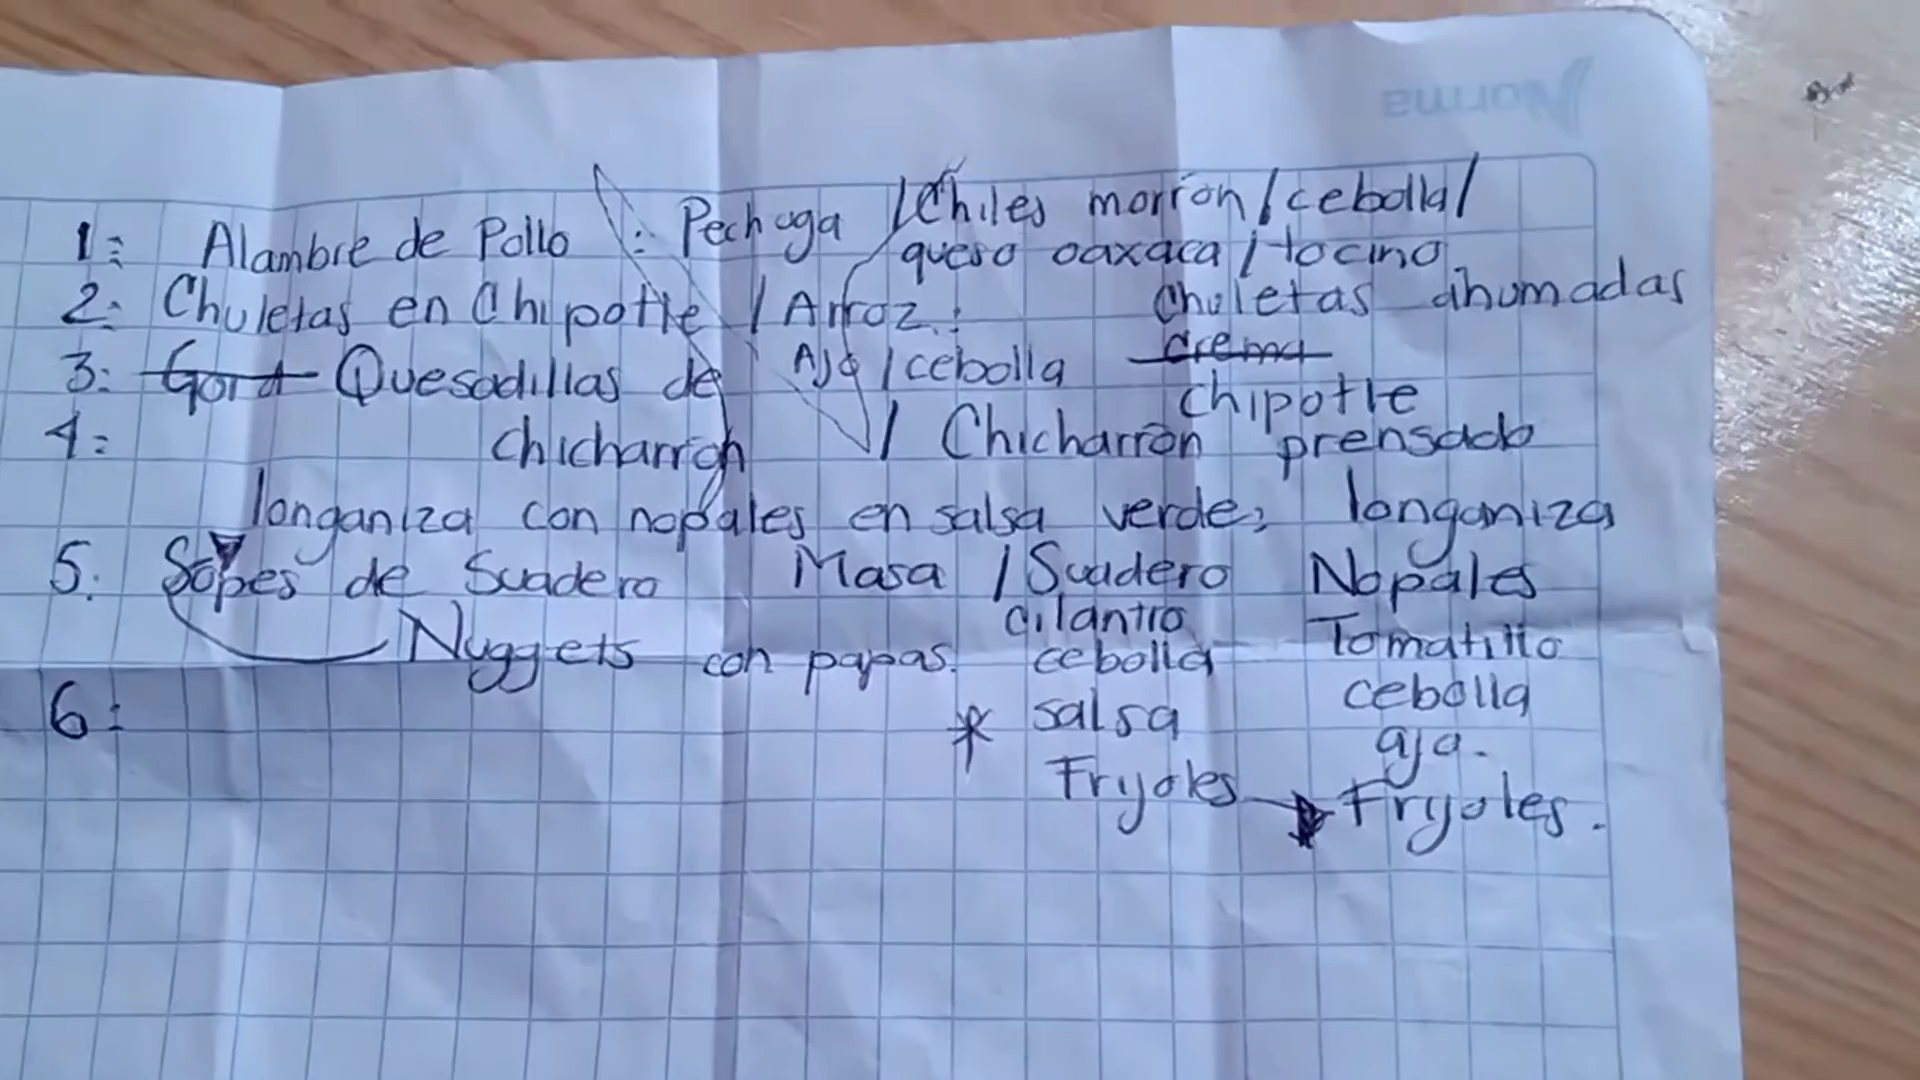 Norma
1: Alambre de Pollo : Pechuga / Chiles morron / cebolla /
queso oaxaca / tocino
2: Chuletas en Chipotle / Arroz : Chuletas ahumadas
Ajo / cebolla crema
3: Gord Quesadillas de chipotle
4: chicharron / Chicharron prensado
longaniza con nopales en salsa verde: longaniza
5. Sopes de Suadero Masa / Suadero Nopales
cilantro Tomatillo
Nuggets con papas. cebolla
cebolla
6: * salsa
ajo.
Fryoles Fryoles.